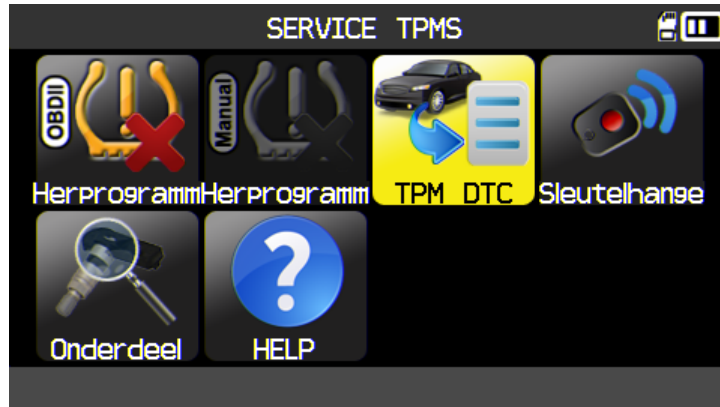 SERVICE TPMS
OBDII
Manual
Herprogramm
Herprogramm
TPM DTC
Sleutelhange
Onderdeel
HELP